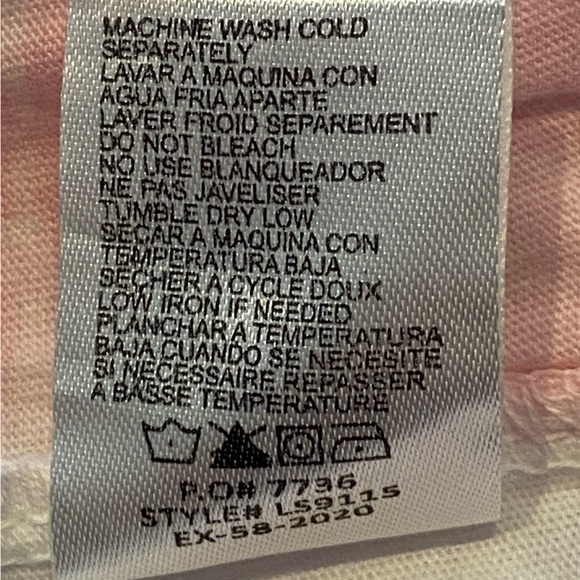 MACHINE WASH COLD
SEPARATELY
LAVAR A MAQUINA CON
AGUA FRIA APARTE
LAVER FROID SEPAREMENT
DO NOT BLEACH
NO USE BLANQUEADOR
NE PAS JAVELISER
TUMBLE DRY LOW
SECAR A MAQUINA CON
TEMPERATURA BAJA
SECHER A CYCLE DOUX
LOW IRON IF NEEDED
PLANCHAR A TEMPERATURA
BAJA CUANDO SE NECESITE
SI NECESSAIRE REPASSER
A BASSE TEMPERATURE
P.O# 7736
STYLE# LS9115
EX-58-2020